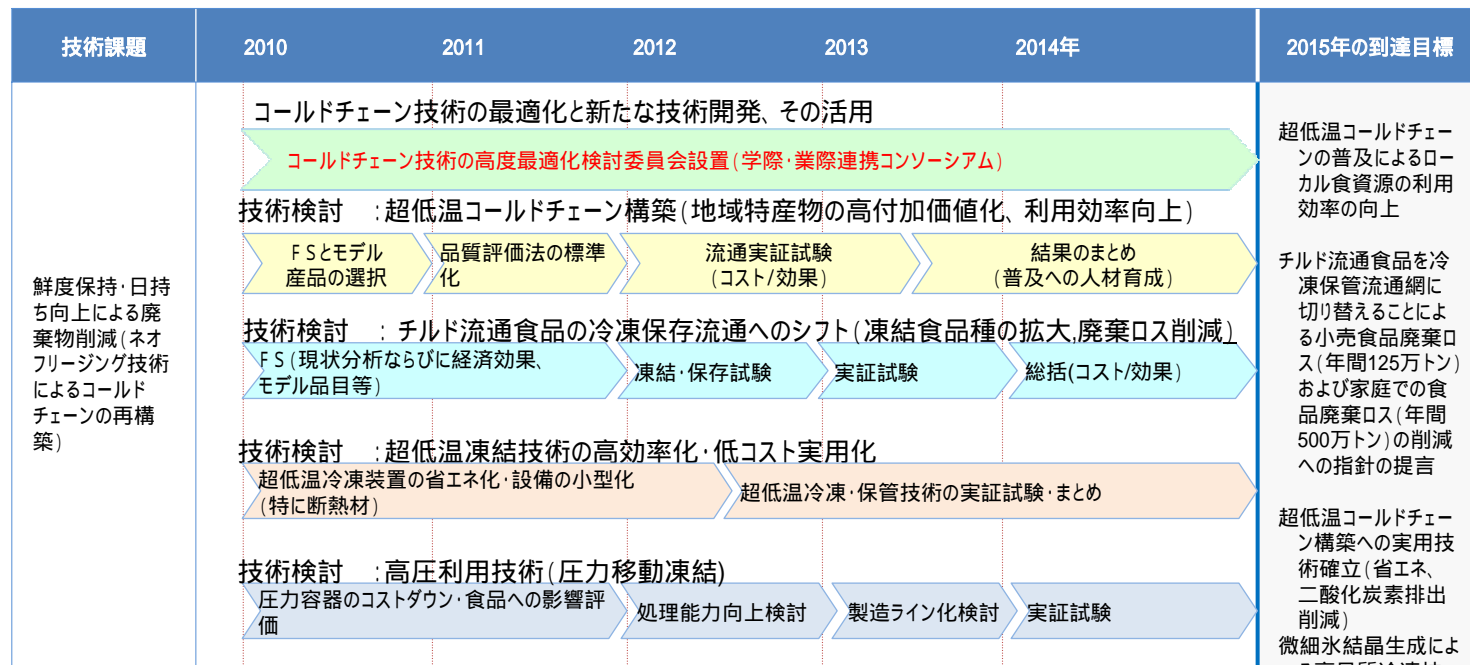 技術課題
2010
2011
2012
2013
2014年
2015年の到達目標
鮮度保持・日持
ち向上による廃
棄物削減(ネオ
フリージング技術
によるコールド
チェーンの再構
築)
コールドチェーン技術の最適化と新たな技術開発、その活用
コールドチェーン技術の高度最適化検討委員会設置(学際・業際連携コンソーシアム)
技術検討 :超低温コールドチェーン構築(地域特産物の高付加価値化、利用効率向上)
FSとモデル
産品の選択
品質評価法の標準
化
流通実証試験
(コスト/効果)
結果のまとめ
(普及への人材育成)
技術検討 : チルド流通食品の冷凍保存流通へのシフト(凍結食品種の拡大,廃棄ロス削減)
FS(現状分析ならびに経済効果、
モデル品目等)
凍結・保存試験
実証試験
総括(コスト/効果)
技術検討 :超低温凍結技術の高効率化・低コスト実用化
超低温冷凍装置の省エネ化・設備の小型化
(特に断熱材)
超低温冷凍・保管技術の実証試験・まとめ
技術検討 :高圧利用技術(圧力移動凍結)
圧力容器のコストダウン・食品への影響評
価
処理能力向上検討
製造ライン化検討
実証試験
超低温コールドチェー
ンの普及によるロー
カル食資源の利用
効率の向上
チルド流通食品を冷
凍保管流通網に
切り替えることによ
る小売食品廃棄ロ
ス(年間125万トン)
および家庭での食
品廃棄ロス(年間
500万トン)の削減
への指針の提言
超低温コールドチェー
ン構築への実用技
術確立(省エネ、
二酸化炭素排出
削減)
微細氷結晶生成によ